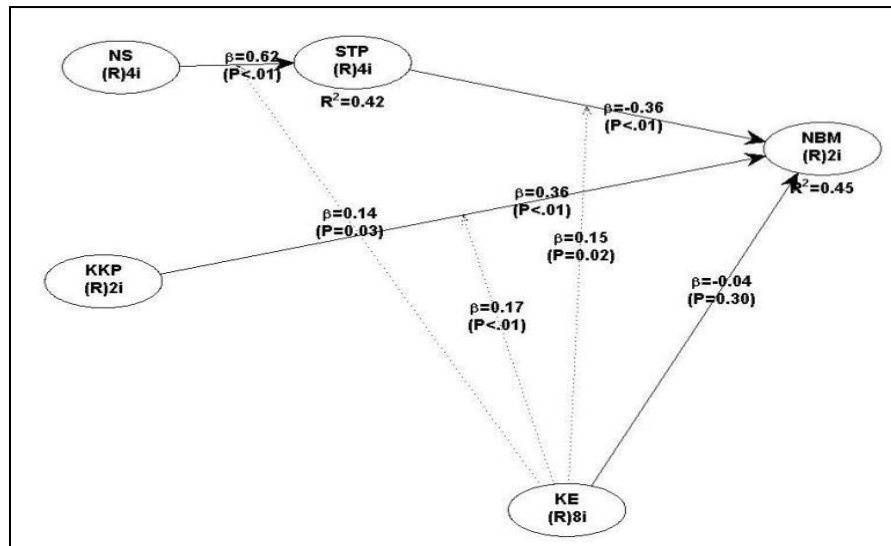 NS
(R)4i
β=0.62
(P<.01)
STP
(R)4i
R²=0.42
β=-0.36
(P<.01)
NBM
(R)2i
R²=0.45
β=0.36
(P<.01)
β=0.14
(P=0.03)
β=0.15
(P=0.02)
KKP
(R)2i
β=-0.04
(P=0.30)
β=0.17
(P<.01)
KE
(R)8i